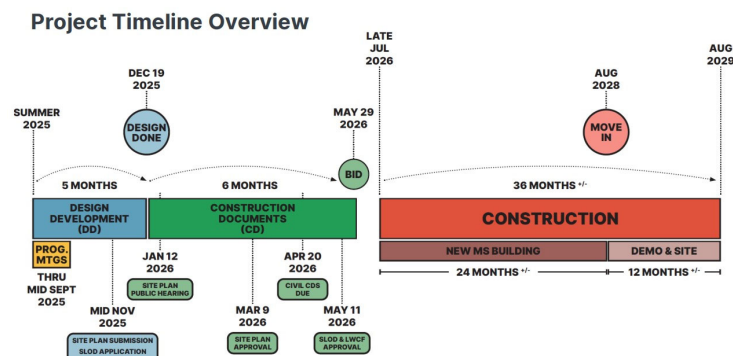 Project Timeline Overview
LATE
JUL
2026
AUG
2029
DEC 19
2025
AUG
2028
SUMMER
2025
MAY 29
2026
DESIGN
DONE
MOVE
IN
BID
5 MONTHS
6 MONTHS
36 MONTHS +/-
DESIGN
DEVELOPMENT
(DD)
CONSTRUCTION
DOCUMENTS
(CD)
CONSTRUCTION
PROG.
MTGS
NEW MS BUILDING
DEMO & SITE
THRU
MID SEPT
2025
JAN 12
2026
APR 20
2026
24 MONTHS +/-
12 MONTHS +/-
SITE PLAN
PUBLIC HEARING
CIVIL CDS
DUE
MID NOV
2025
MAR 9
2026
MAY 11
2026
SITE PLAN SUBMISSION
SLOD APPLICATION
SITE PLAN
APPROVAL
SLOD & LWCF
APPROVAL